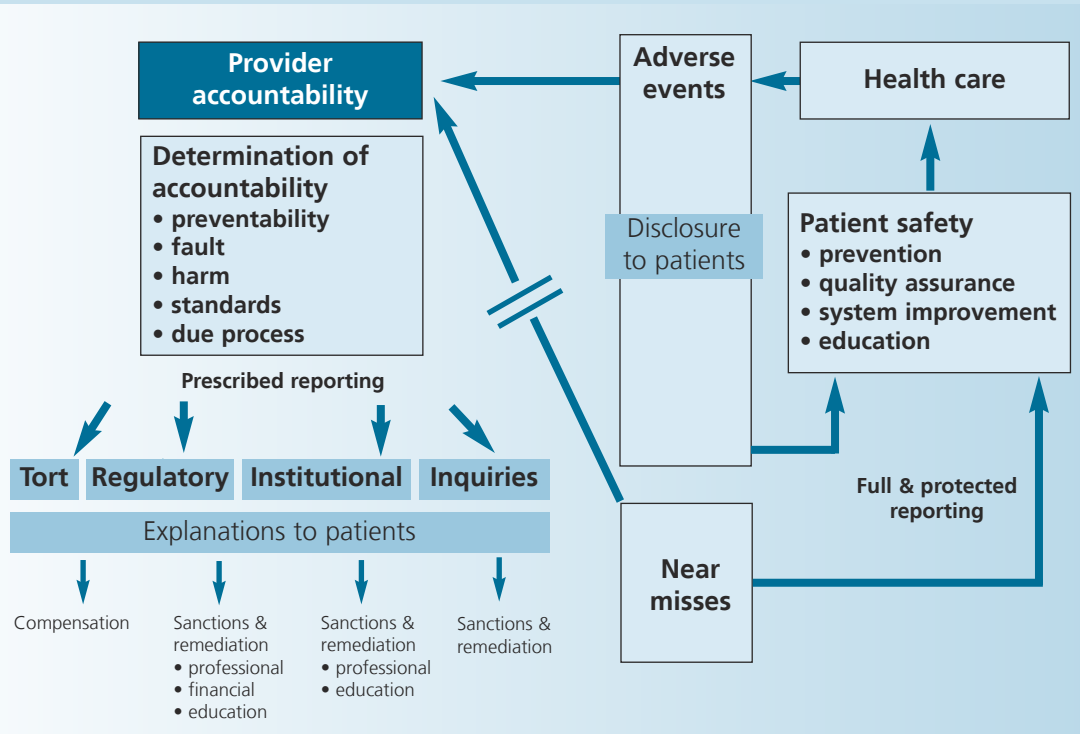 Provider
accountability
Determination of
accountability
• preventability
• fault
• harm
• standards
• due process
Prescribed reporting
Tort
Regulatory
Institutional
Inquiries
Explanations to patients
Compensation
Sanctions &
remediation
• professional
• financial
• education
Sanctions &
remediation
• professional
• education
Sanctions &
remediation
Adverse
events
Disclosure
to patients
Near
misses
Health care
Patient safety
• prevention
• quality assurance
• system improvement
• education
Full & protected
reporting